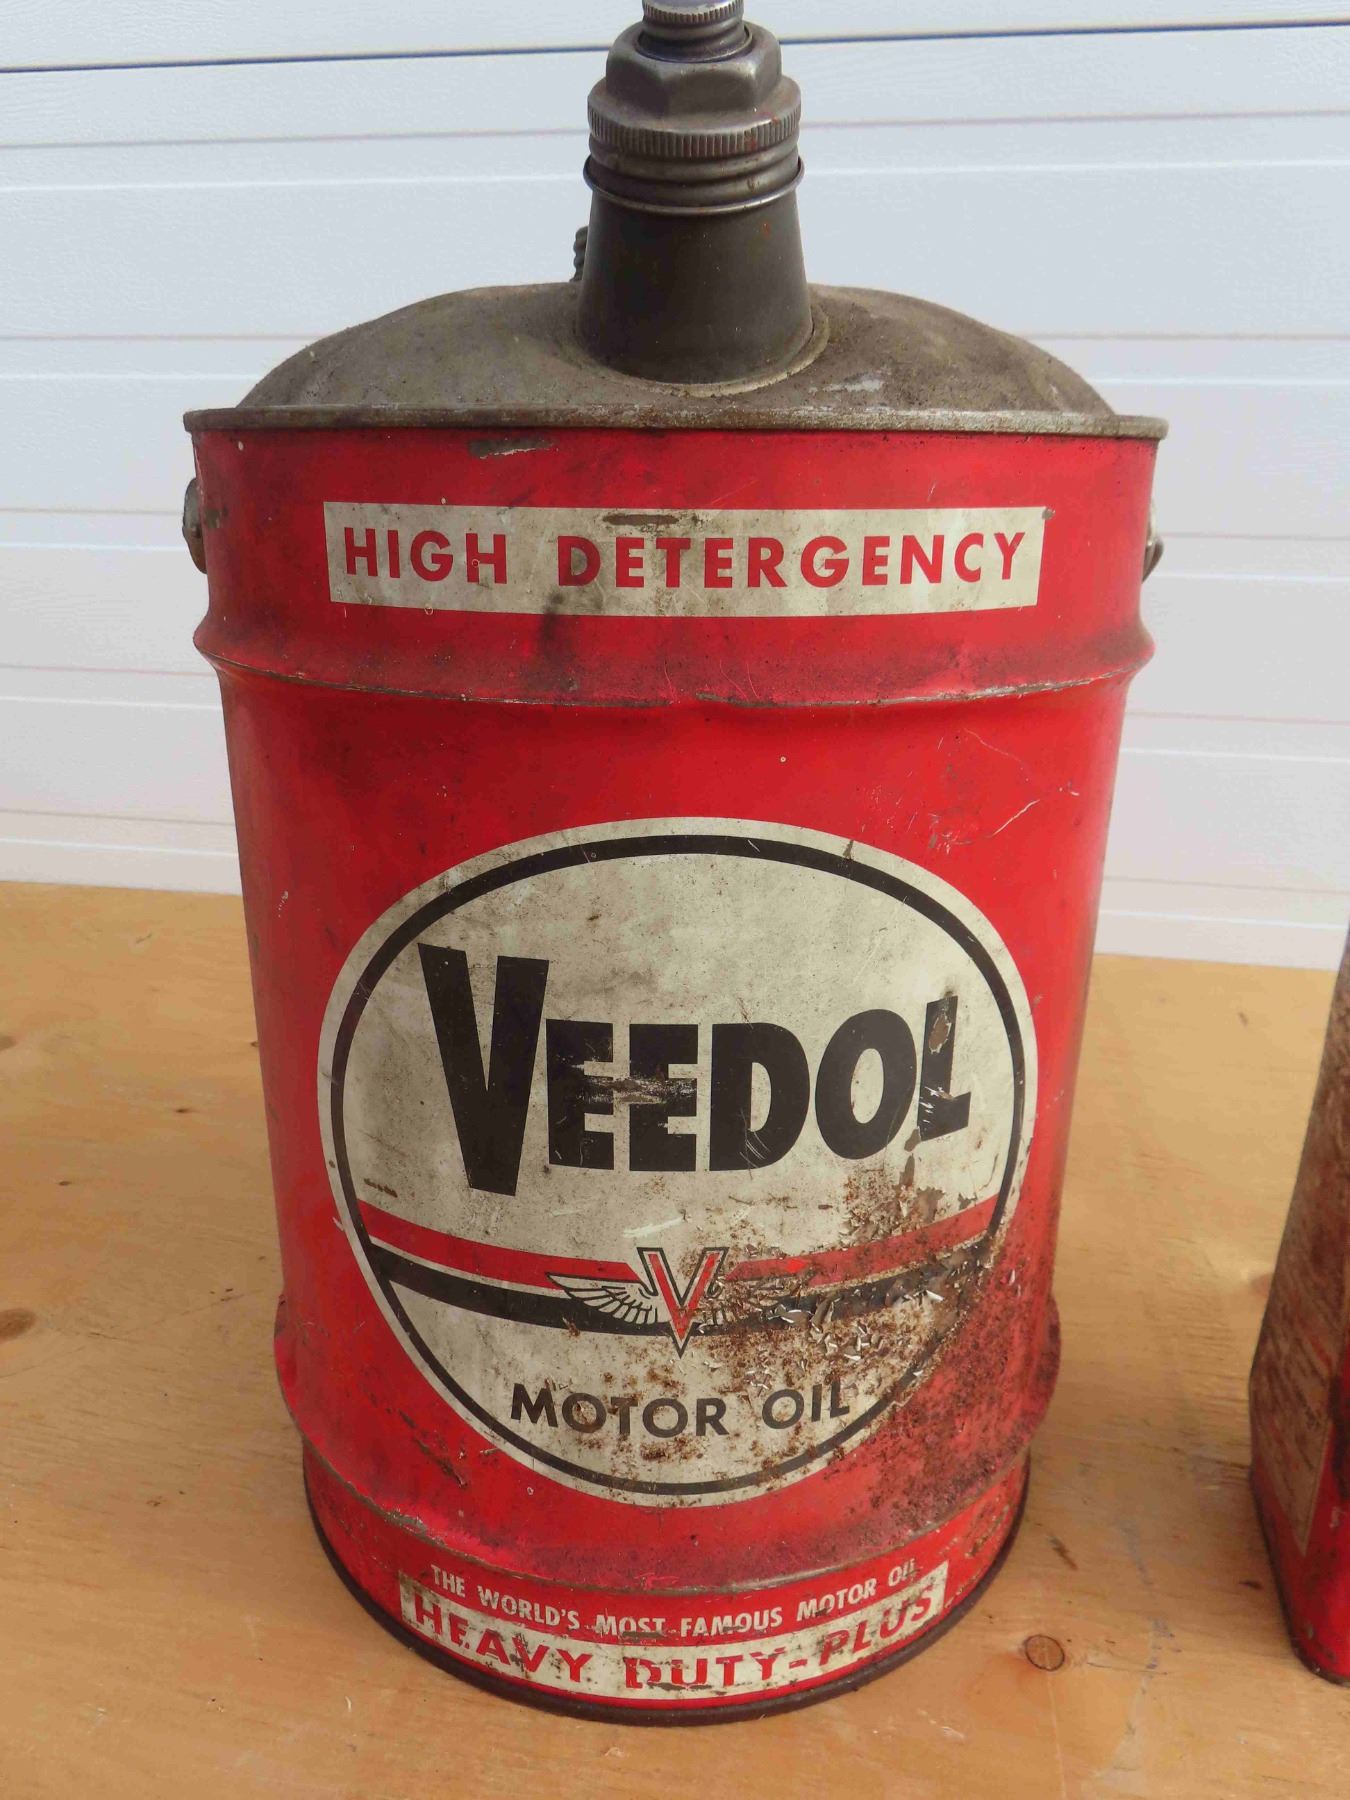 HIGH DETERGENCY
VEEDOL
V
MOTOR OIL
THE WORLD'S MOST FAMOUS MOTOR OIL
HEAVY DUTY-PLUS